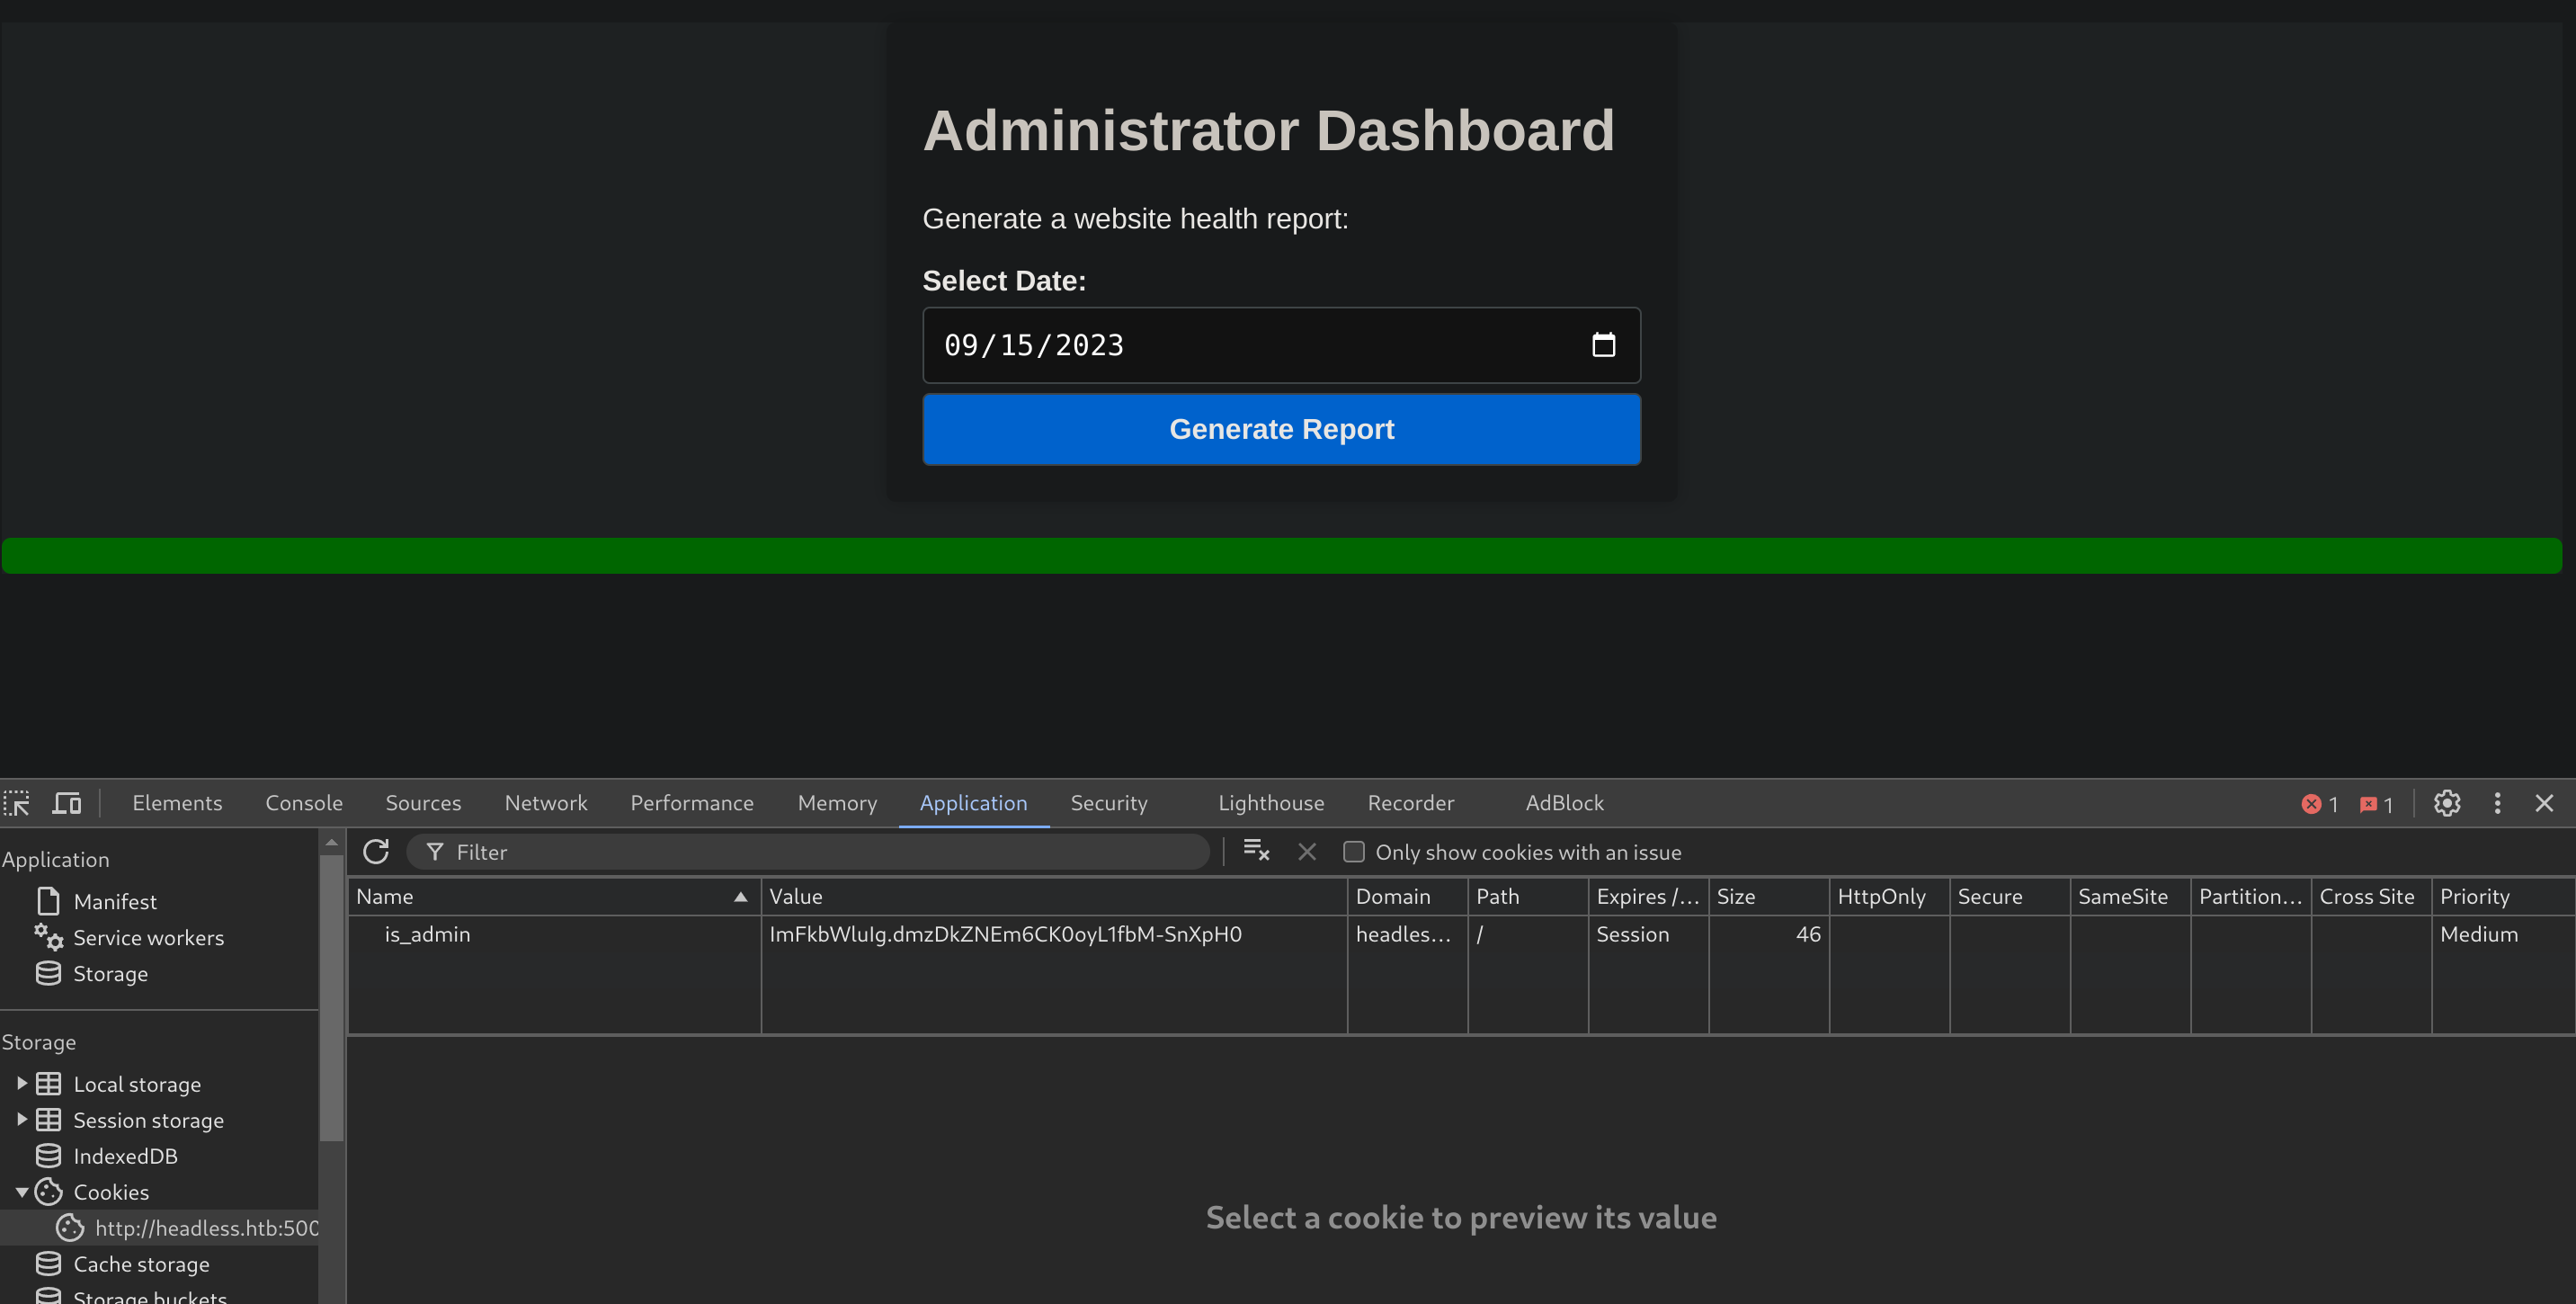 Administrator Dashboard
Generate a website health report:
Select Date:
09/15/2023
Generate Report
Elements Console Sources Network Performance Memory Application Security Lighthouse Recorder AdBlock 1 1
Application
Manifest
Service workers
Storage
Storage
Local storage
Session storage
IndexedDB
Cookies
http://headless.htb:500
Cache storage
Storage buckets
Filter Only show cookies with an issue
Name Value Domain Path Expires /... Size HttpOnly Secure SameSite Partition... Cross Site Priority
is_admin ImFkbWluIg.dmzDkZNEm6CK0oyL1fbM-SnXpH0 headles... / Session 46 Medium
Select a cookie to preview its value